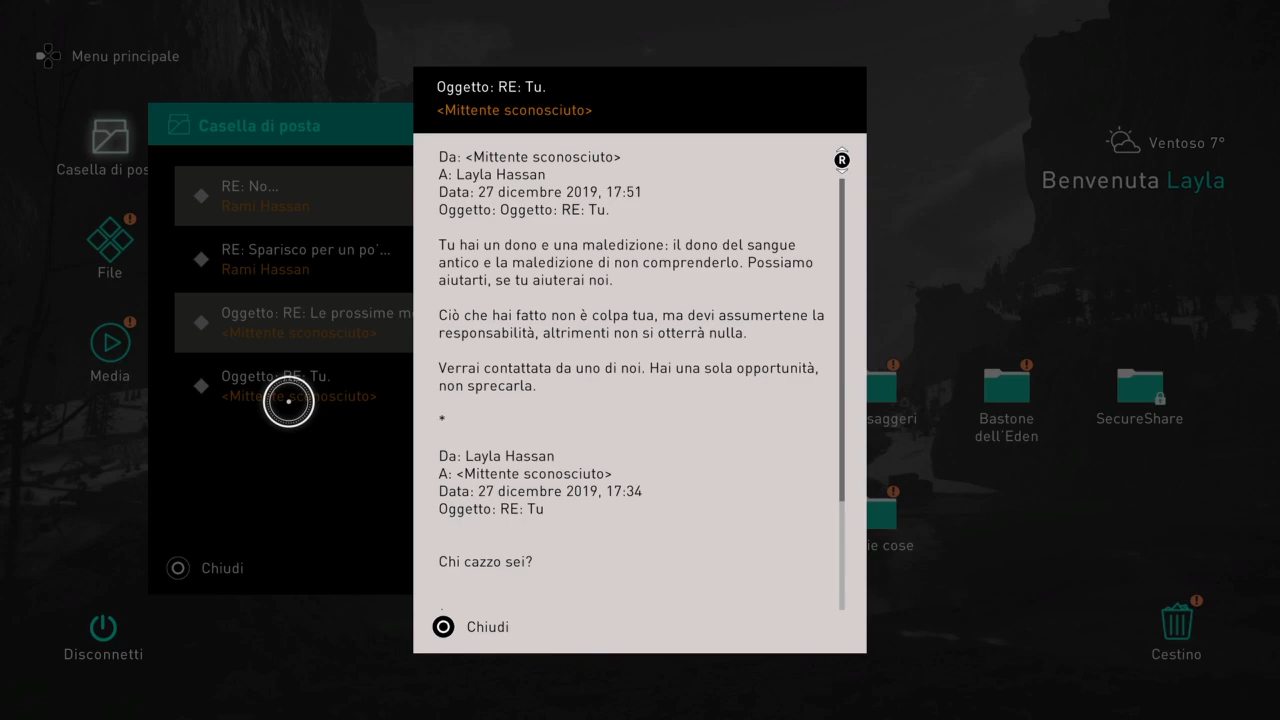 Menu principale
Casella di pos
File
Media
Disconnetti
Casella di posta
RE: No...
Rami Hassan
RE: Sparisco per un po'...
Rami Hassan
Oggetto: RE: Le prossime m
<Mittente sconosciuto>
Oggetto: RE: Tu.
<Mittente sconosciuto>
Chiudi
Oggetto: RE: Tu.
<Mittente sconosciuto>
R
Da: <Mittente sconosciuto>
A: Layla Hassan
Data: 27 dicembre 2019, 17:51
Oggetto: Oggetto: RE: Tu.
Tu hai un dono e una maledizione: il dono del sangue
antico e la maledizione di non comprenderlo. Possiamo
aiutarti, se tu aiuterai noi.
Ciò che hai fatto non è colpa tua, ma devi assumertene la
responsabilità, altrimenti non si otterrà nulla.
Verrai contattata da uno di noi. Hai una sola opportunità,
non sprecarla.
*
Da: Layla Hassan
A: <Mittente sconosciuto>
Data: 27 dicembre 2019, 17:34
Oggetto: RE: Tu
Chi cazzo sei?
Chiudi
Ventoso 7°
Benvenuta Layla
saggeri
Bastone
dell'Eden
SecureShare
ie cose
Cestino